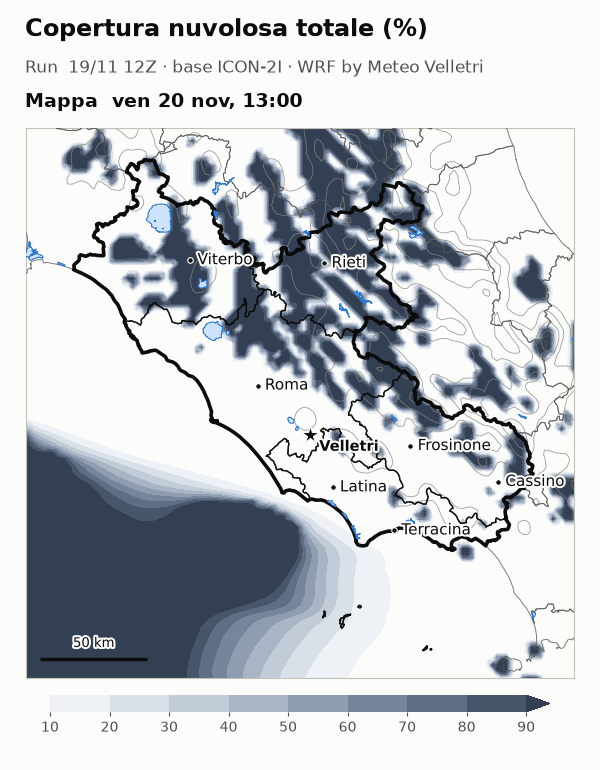 Copertura nuvolosa totale (%)
Run  19/11 12Z · base ICON-2I · WRF by Meteo Velletri
Mappa  ven 20 nov, 13:00
Viterbo
Rieti
Roma
Velletri
Frosinone
Cassino
Latina
Terracina
50 km
10 20 30 40 50 60 70 80 90